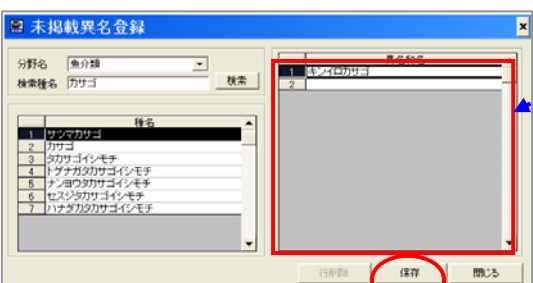 未掲載異名登録
分野名 魚介類
検索種名 カサゴ 検索
種名
1 サツマカサゴ
2 カサゴ
3 タカサゴイシモチ
4 トゲナガタカサゴイシモチ
5 ナンヨウタカサゴイシモチ
6 セスジタカサゴイシモチ
7 ハナダカタカサゴイシモチ
異名和名
1 キンイロカサゴ
2
行削除 保存 閉じる